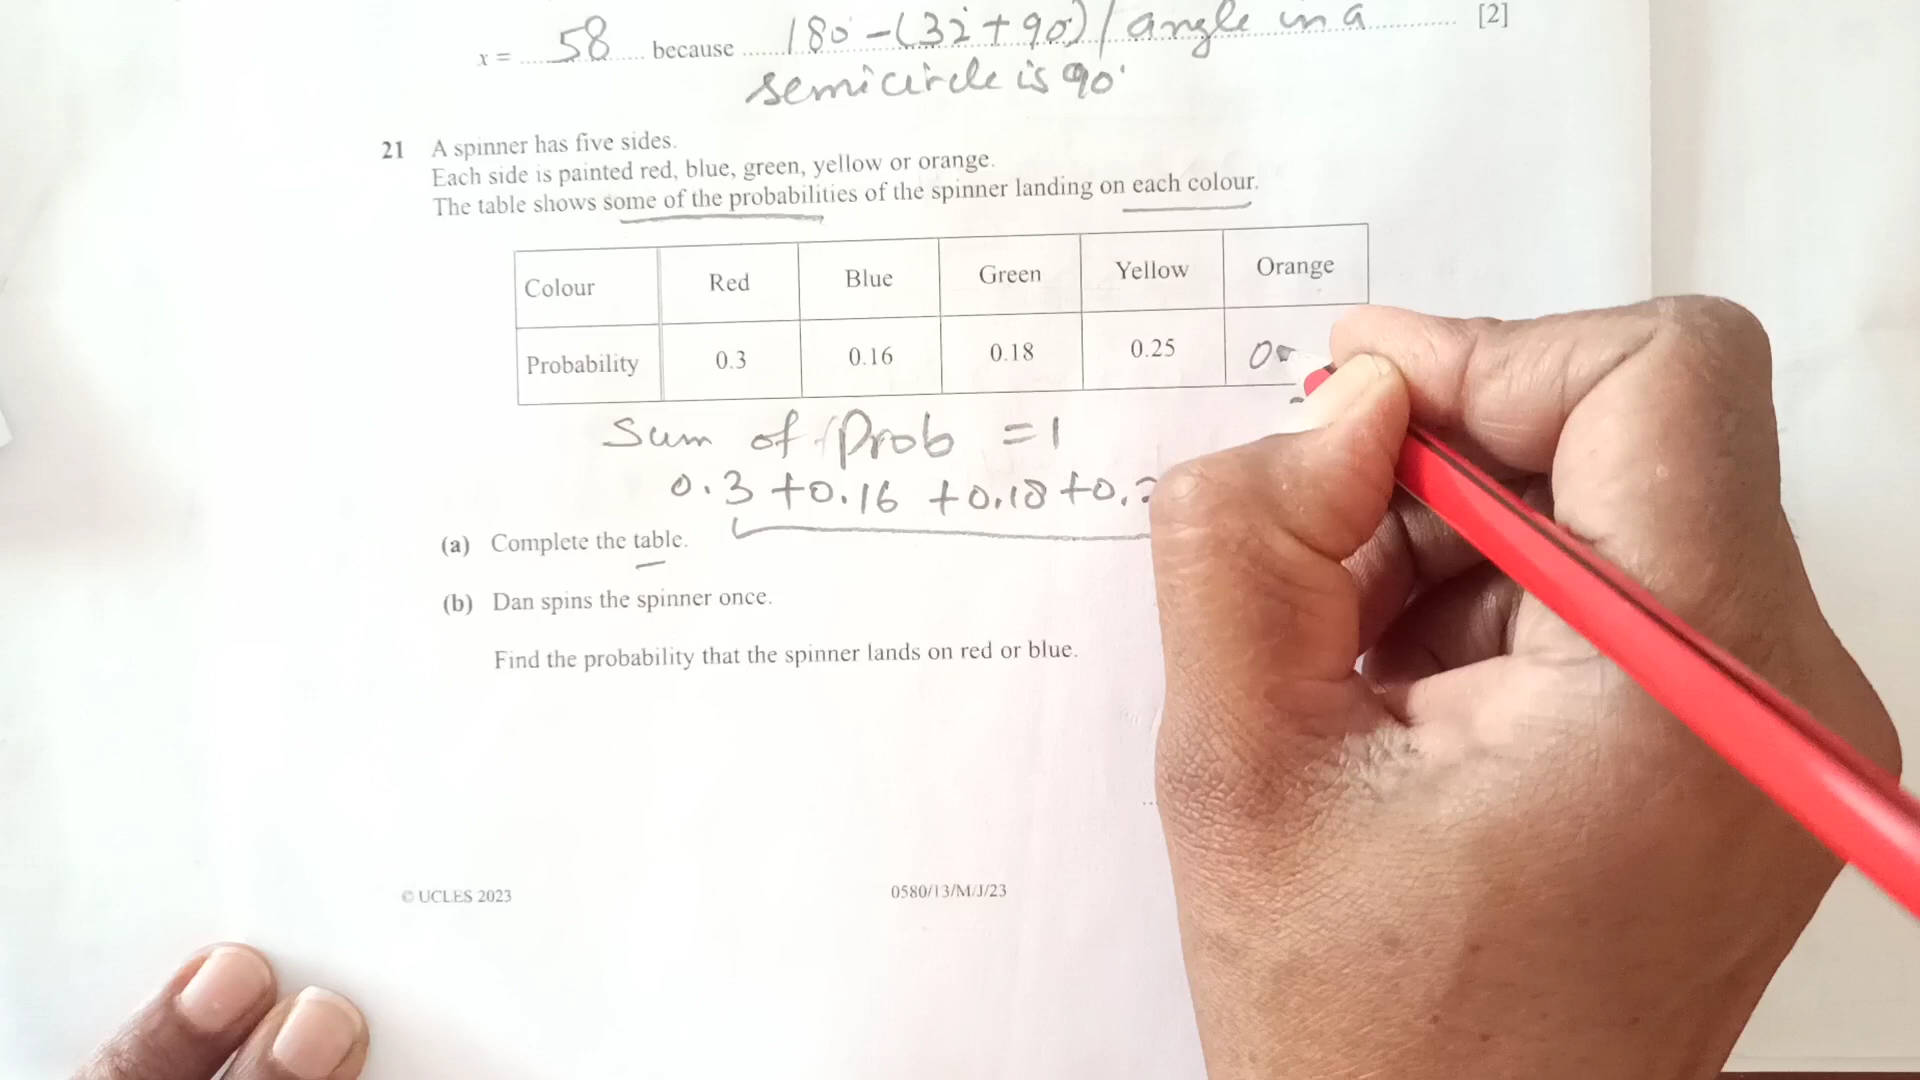 x = 58 because 180 - (32 + 90) / angle in a [2]
semicircle is 90°
21 A spinner has five sides.
Each side is painted red, blue, green, yellow or orange.
The table shows some of the probabilities of the spinner landing on each colour.
Colour Red Blue Green Yellow Orange
Probability 0.3 0.16 0.18 0.25
Sum of Prob = 1
0.3 + 0.16 + 0.18 + 0.
(a) Complete the table.
(b) Dan spins the spinner once.
Find the probability that the spinner lands on red or blue.
© UCLES 2023 0580/13/M/J/23